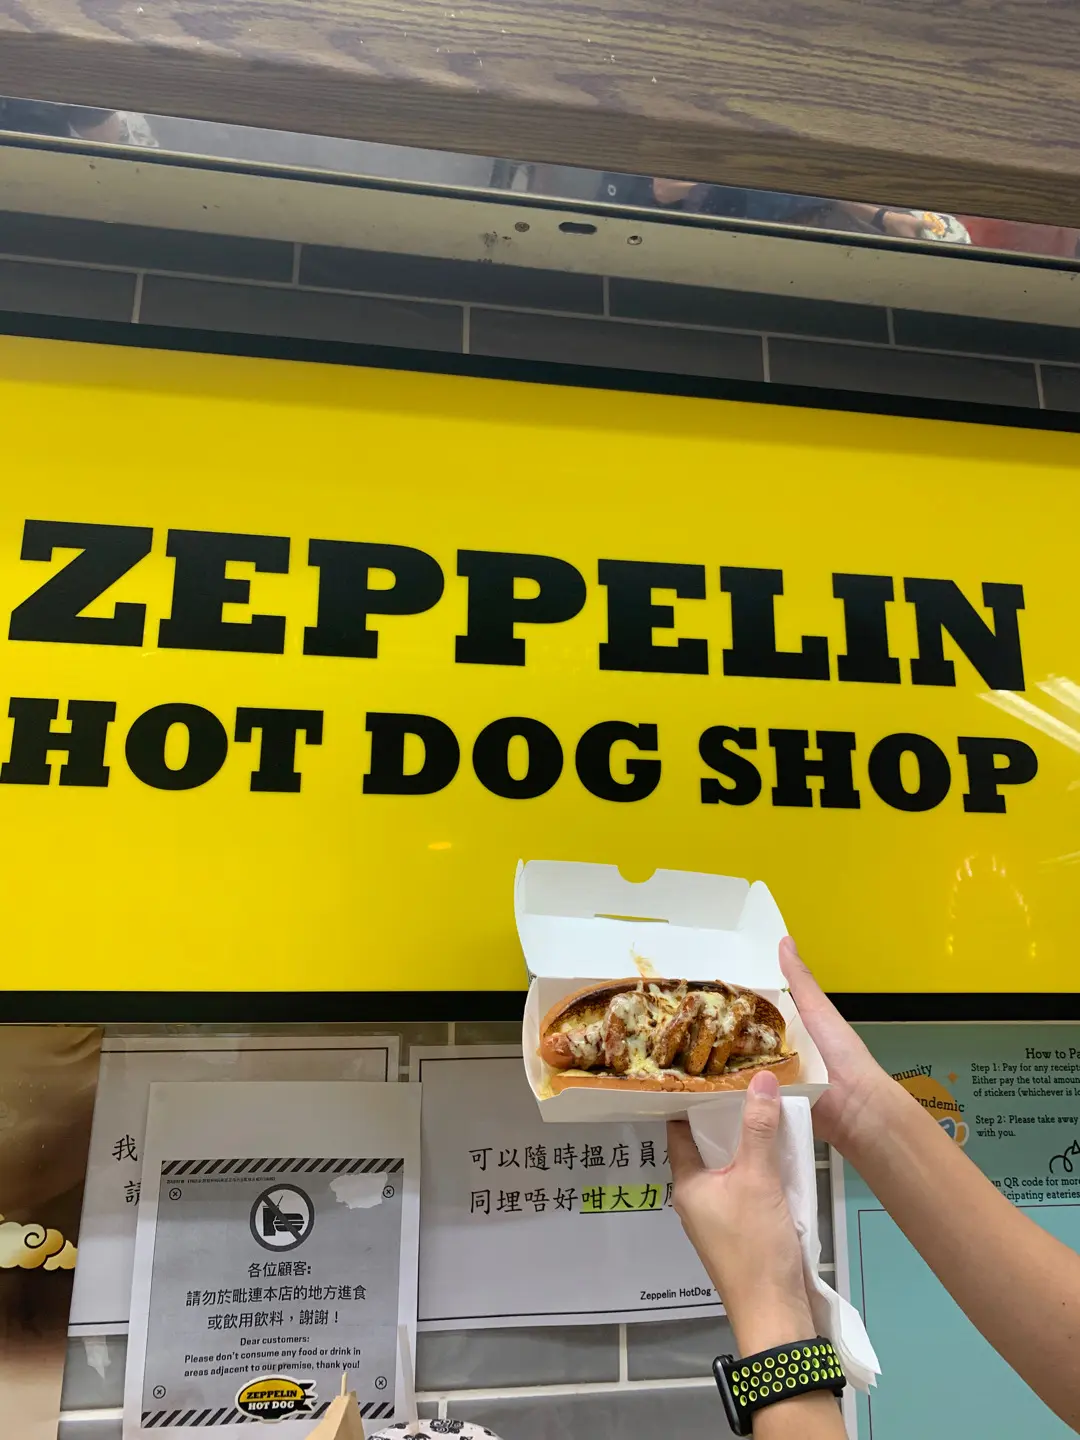 ZEPPELIN
HOT DOG SHOP
我
請
各位顧客:
請勿於毗連本店的地方進食
或飲用飲料，謝謝！
Dear customers:
Please don't consume any food or drink in
areas adjacent to our premise, thank you!
ZEPPELIN
HOT DOG
可以隨時搵店員
同埋唔好咁大力
Zeppelin HotDog
munity
andemic
How to Pa
Step 1: Pay for any receipt
Either pay the total amoun
of stickers (whichever is lo
Step 2: Please take away
with you.
an QR code for more
icipating eateries